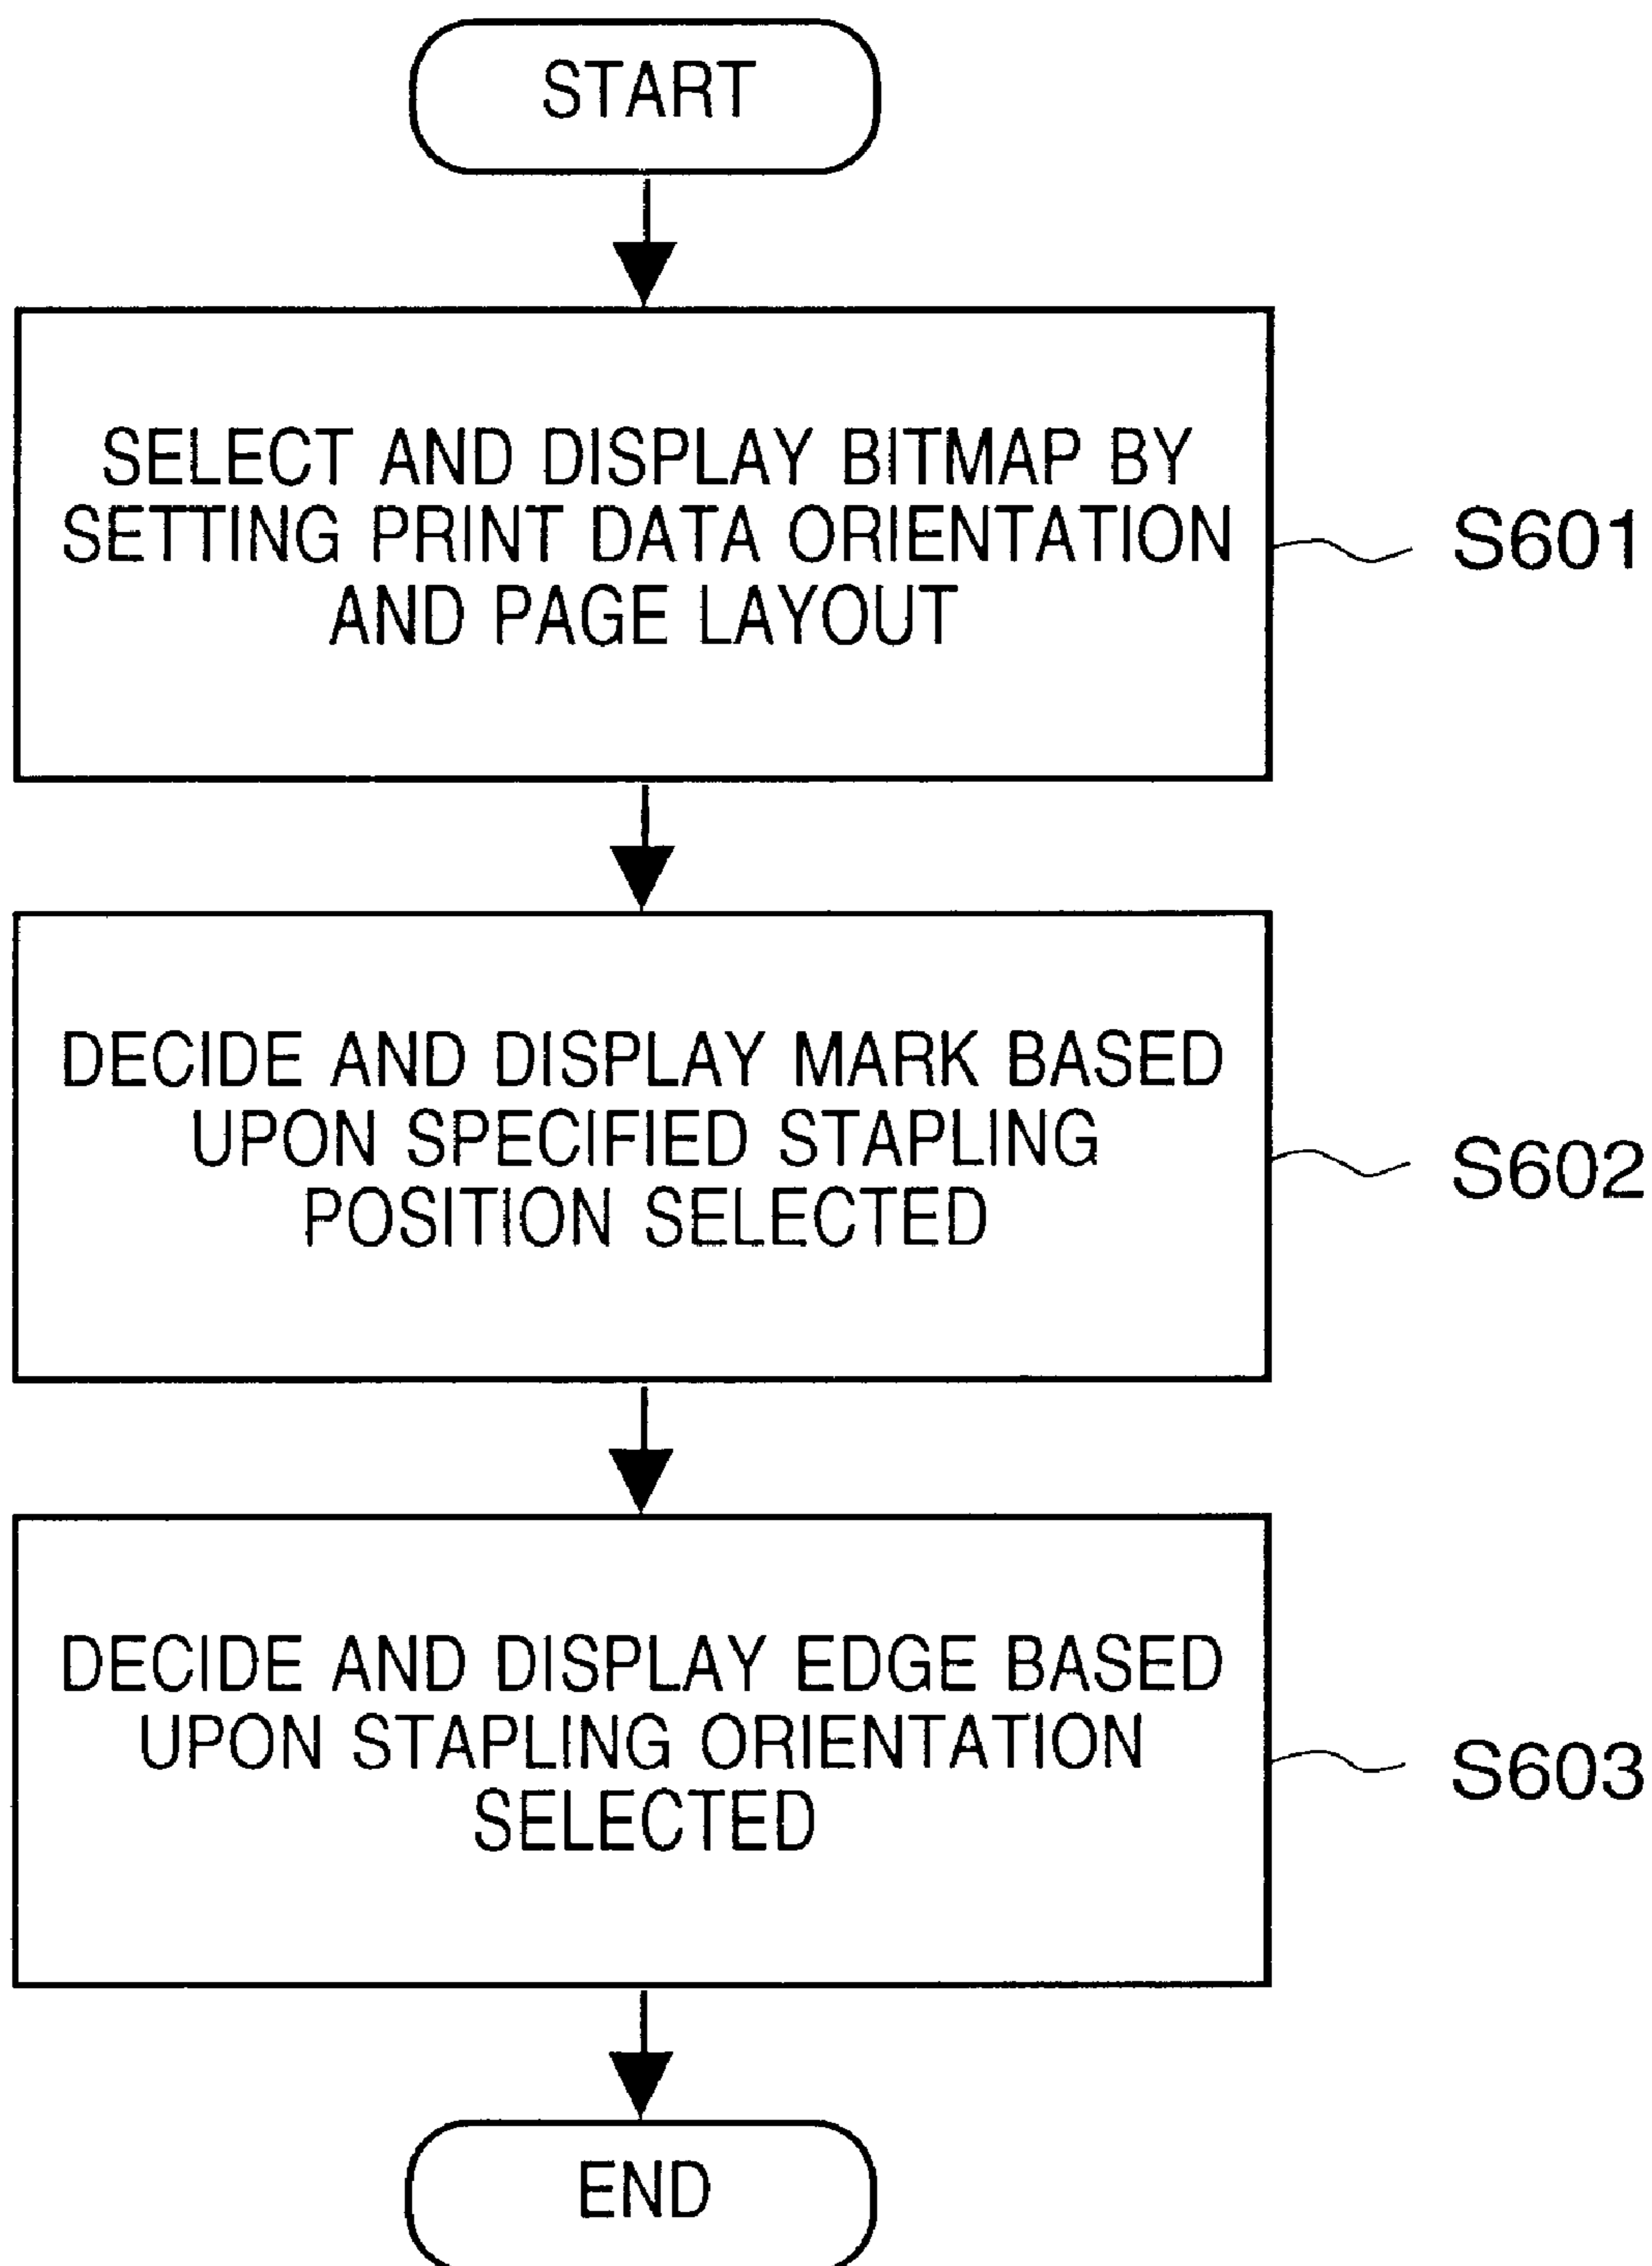 START
SELECT AND DISPLAY BITMAP BY
SETTING PRINT DATA ORIENTATION
AND PAGE LAYOUT
S601
DECIDE AND DISPLAY MARK BASED
UPON SPECIFIED STAPLING
POSITION SELECTED
S602
DECIDE AND DISPLAY EDGE BASED
UPON STAPLING ORIENTATION
SELECTED
S603
END